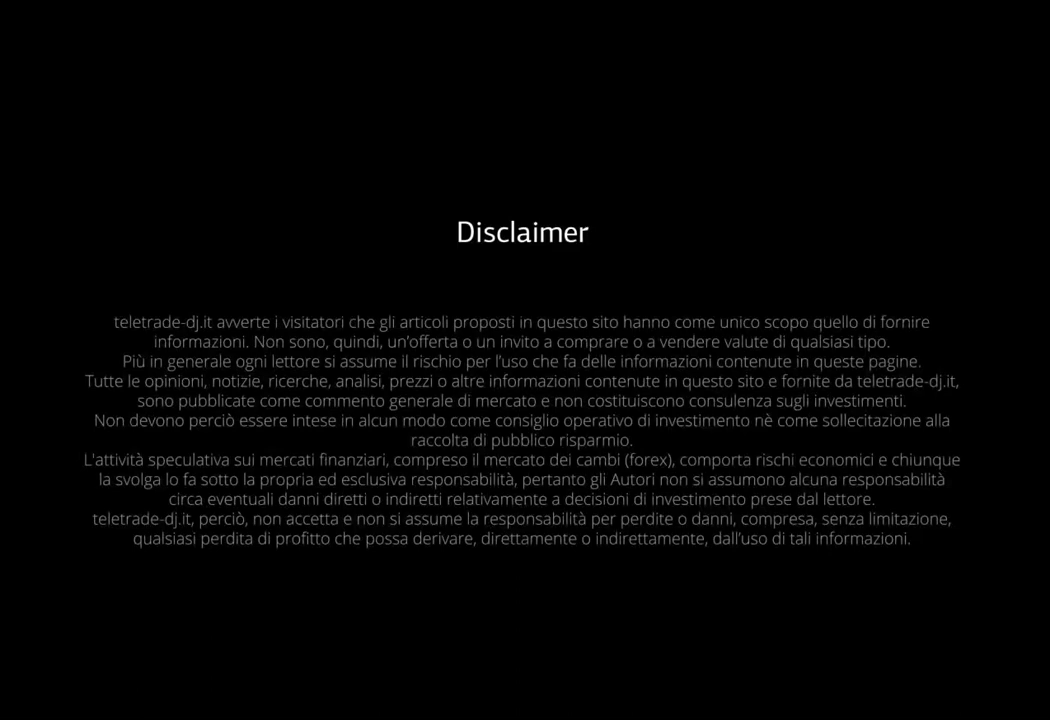 Disclaimer
teletrade-dj.it avverte i visitatori che gli articoli proposti in questo sito hanno come unico scopo quello di fornire
informazioni. Non sono, quindi, un'offerta o un invito a comprare o a vendere valute di qualsiasi tipo.
Più in generale ogni lettore si assume il rischio per l'uso che fa delle informazioni contenute in queste pagine.
Tutte le opinioni, notizie, ricerche, analisi, prezzi o altre informazioni contenute in questo sito e fornite da teletrade-dj.it,
sono pubblicate come commento generale di mercato e non costituiscono consulenza sugli investimenti.
Non devono perciò essere intese in alcun modo come consiglio operativo di investimento nè come sollecitazione alla
raccolta di pubblico risparmio.
L'attività speculativa sui mercati finanziari, compreso il mercato dei cambi (forex), comporta rischi economici e chiunque
la svolga lo fa sotto la propria ed esclusiva responsabilità, pertanto gli Autori non si assumono alcuna responsabilità
circa eventuali danni diretti o indiretti relativamente a decisioni di investimento prese dal lettore.
teletrade-dj.it, perciò, non accetta e non si assume la responsabilità per perdite o danni, compresa, senza limitazione,
qualsiasi perdita di profitto che possa derivare, direttamente o indirettamente, dall'uso di tali informazioni.